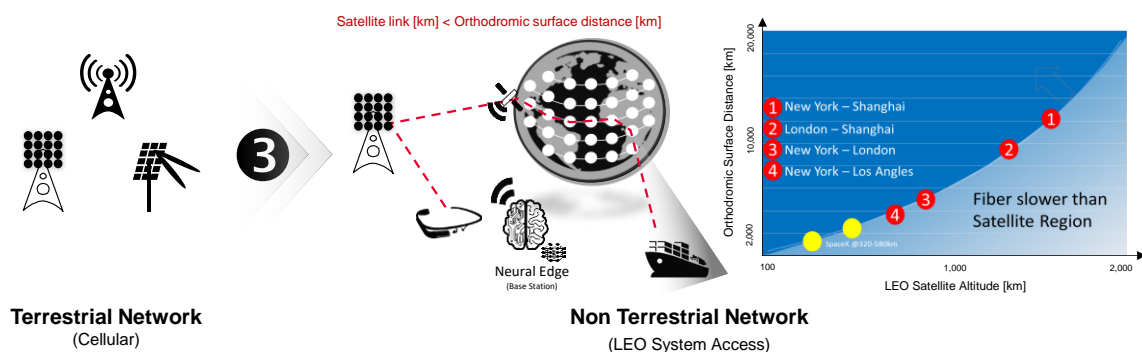 Satellite link [km] < Orthodromic surface distance [km]
3
Neural Edge
(Base Station)
Terrestrial Network
(Cellular)
Non Terrestrial Network
(LEO System Access)
Orthodromic Surface Distance [km]
20,000
10,000
2,000
1 New York – Shanghai
2 London – Shanghai
3 New York – London
4 New York – Los Angles
1
2
3
4
Fiber slower than
Satellite Region
SpaceX @320-580km
100
1,000
2,000
LEO Satellite Altitude [km]